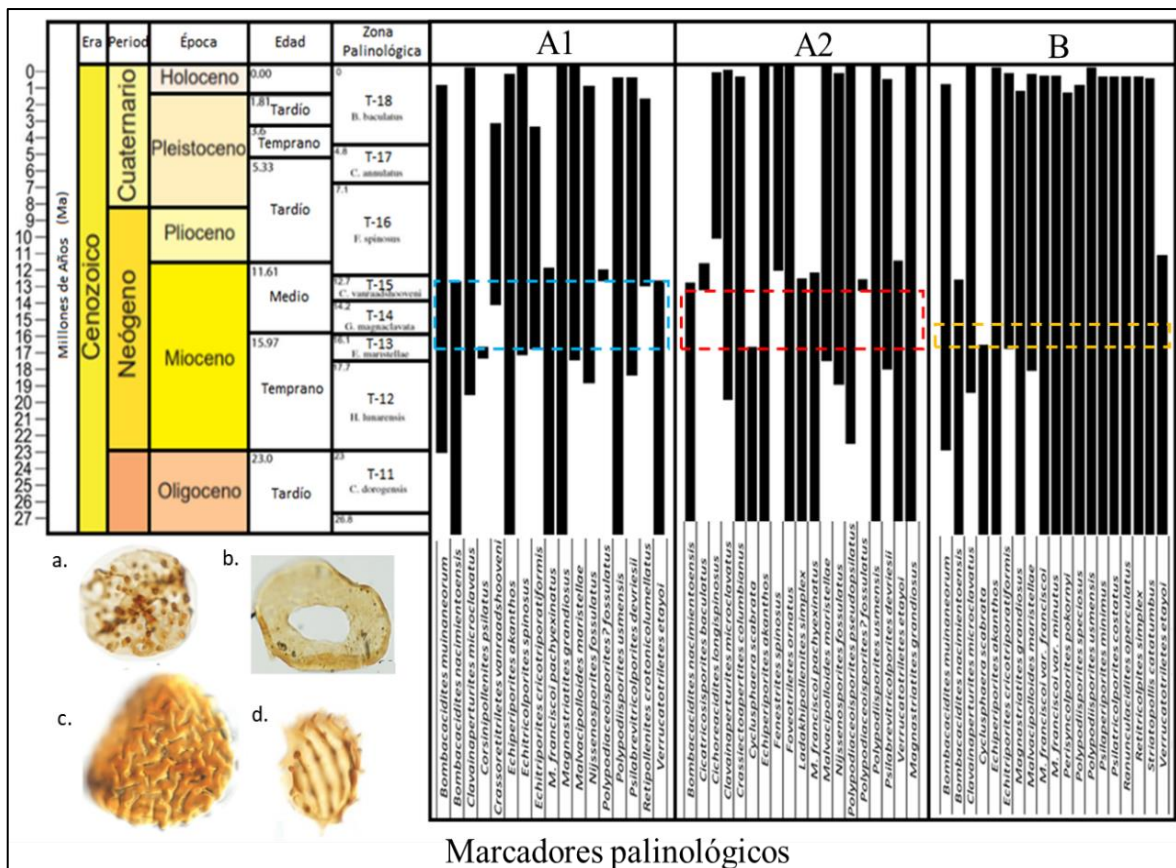 Era Period Época Edad Zona Palinológica A1 A2 B
Millones de Años (Ma)
0
1
2
3
4
5
6
7
8
9
10
11
12
13
14
15
16
17
18
19
20
21
22
23
24
25
26
27
Cenozoico
Cuaternario
Neógeno
Holoceno
Pleistoceno
Plioceno
Mioceno
Oligoceno
0.00
1.81
Tardío
3.6
Temprano
5.33
Tardío
11.61
Medio
15.97
Temprano
23.0
Tardío
0
T-18
B. baculatus
4.8
T-17
C. annulatus
7.1
T-16
F. spinosus
12.7
T-15
C. vanraadshooveni
14.2
T-14
G. magnaclavata
16.1
T-13
E. maristellae
17.7
T-12
H. lunarensis
23
T-11
C. dorogensis
26.8
Bombacacidites muinaneorum
Bombacacidites nacimientoensis
Clavainaperturites microclavatus
Corsinipollenites psilatus
Crassoretitriletes vanraadshooveni
Echiperiporites akanthos
Echitricolporites spinosus
Echitriporites cricotriporatiformis
M. franciscoi pachyexinatus
Magnastriatites grandiosus
Malvacipollis maristellae
Nijssenosporites fossulatus
Polypodiaceoisporites? fossulatus
Polypodiisporites usmensis
Psilabrevitricolporites devriesii
Retipollenites crotonicolumellatus
Verrucatotriletes etayoi
Bombacacidites nacimientoensis
Cicatricosisporites baculatus
Cichoreacidites longispinosus
Clavainaperturites microclavatus
Crassiectoapertites columbianus
Cyclusphaera scabrata
Echiperiporites akanthos
Fenestrites spinosus
Foveotriletes ornatus
Ladakhipollenites simplex
M. franciscoi pachyexinatus
Malvacipolloides maristellae
Nijssenosporites fossulatus
Polypodiaceoisporites pseudopsilatus
Polypodiaceoisporites? fossulatus
Polypodiisporites usmensis
Psilabrevitricolporites devriesii
Verrucatotriletes etayoi
Magnastriatites grandiosus
Bombacacidites muinaneorum
Bombacacidites nacimientoensis
Clavainaperturites microclavatus
Cyclusphaera scabrata
Echiperiporites akanthos
Echitriporites cricotriporatiformis
Magnastriatites grandiosus
Malvacipolloides maristellae
M. franciscoi var. franciscoi
M. franciscoi var. minutus
Perisyncolporites pokornyi
Polypodiisporites usmensis
Psilaperiporites minimus
Psilatricolporites costatus
Ranunculacidites operculatus
Retitricolporites simplex
Striatricolpites catatumbus
Verrucatotriletes etayoi
a.
b.
c.
d.
Marcadores palinológicos